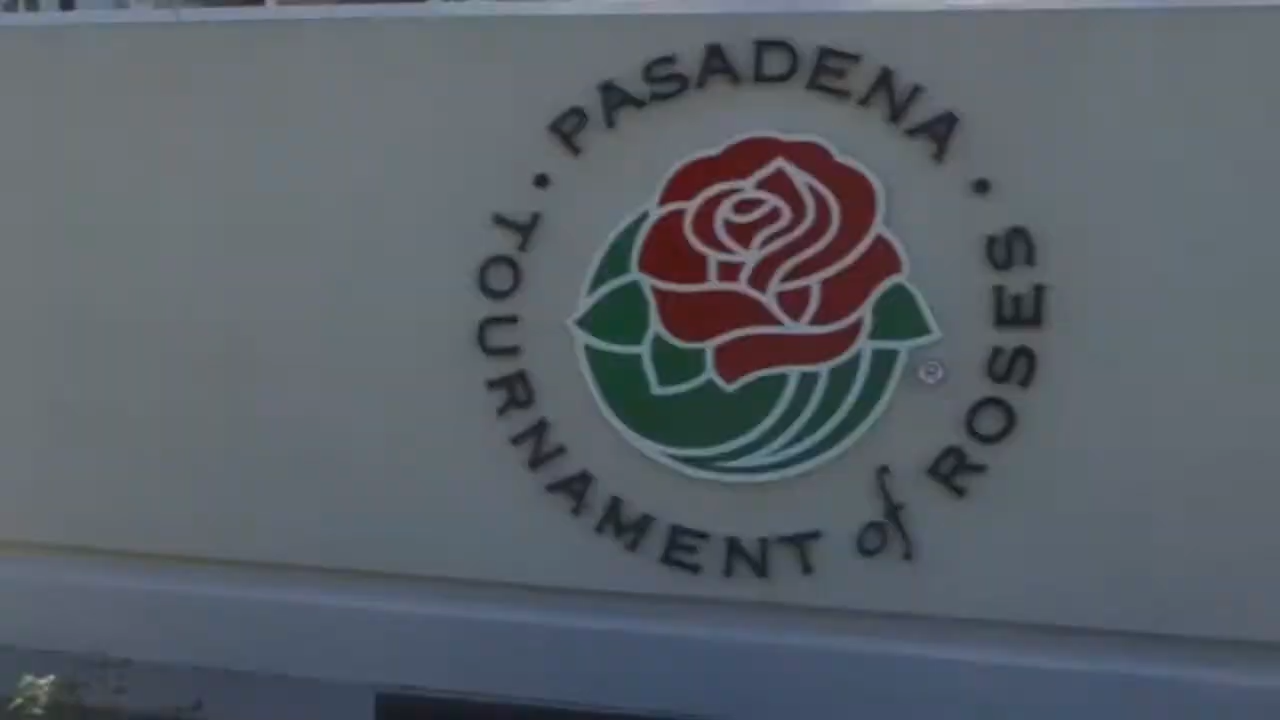 • PASADENA •
TOURNAMENT of ROSES
®